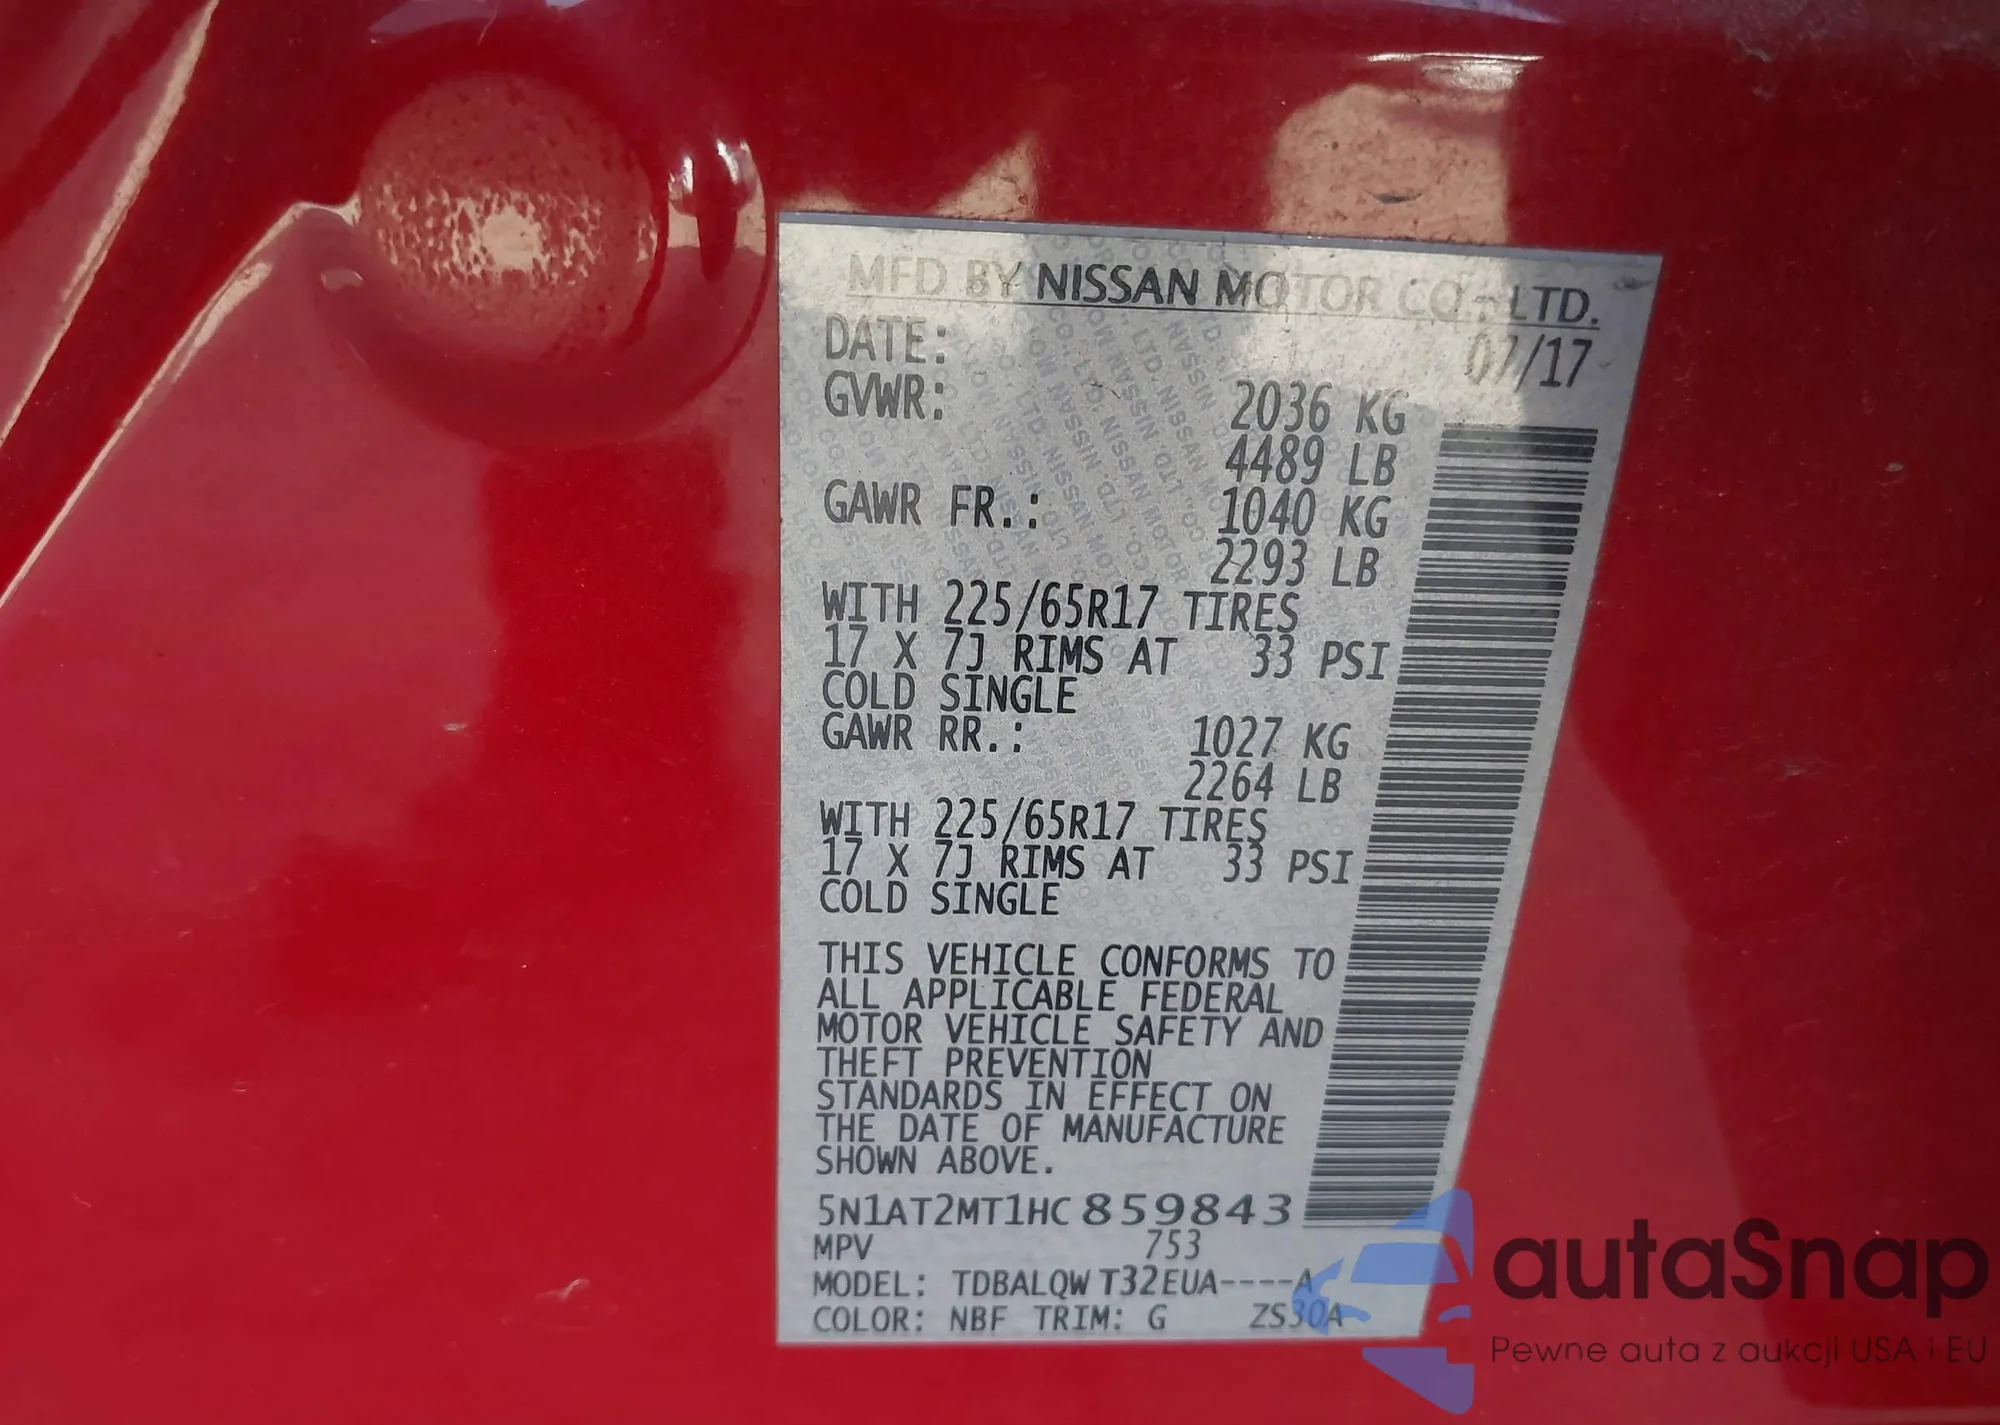 MFD BY NISSAN MOTOR CO., LTD.
DATE: 07/17
GVWR: 2036 KG
4489 LB
GAWR FR.: 1040 KG
2293 LB
WITH 225/65R17 TIRES
17 X 7J RIMS AT 33 PSI
COLD SINGLE
GAWR RR.: 1027 KG
2264 LB
WITH 225/65R17 TIRES
17 X 7J RIMS AT 33 PSI
COLD SINGLE
THIS VEHICLE CONFORMS TO
ALL APPLICABLE FEDERAL
MOTOR VEHICLE SAFETY AND
THEFT PREVENTION
STANDARDS IN EFFECT ON
THE DATE OF MANUFACTURE
SHOWN ABOVE.
5N1AT2MT1HC859843
MPV 753
MODEL: TDBALQW T32EUA----A
COLOR: NBF TRIM: G ZS30A
autaSnap
Pewne auta z aukcji USA i EU